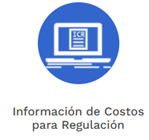 ICR
Información de Costos
para Regulación